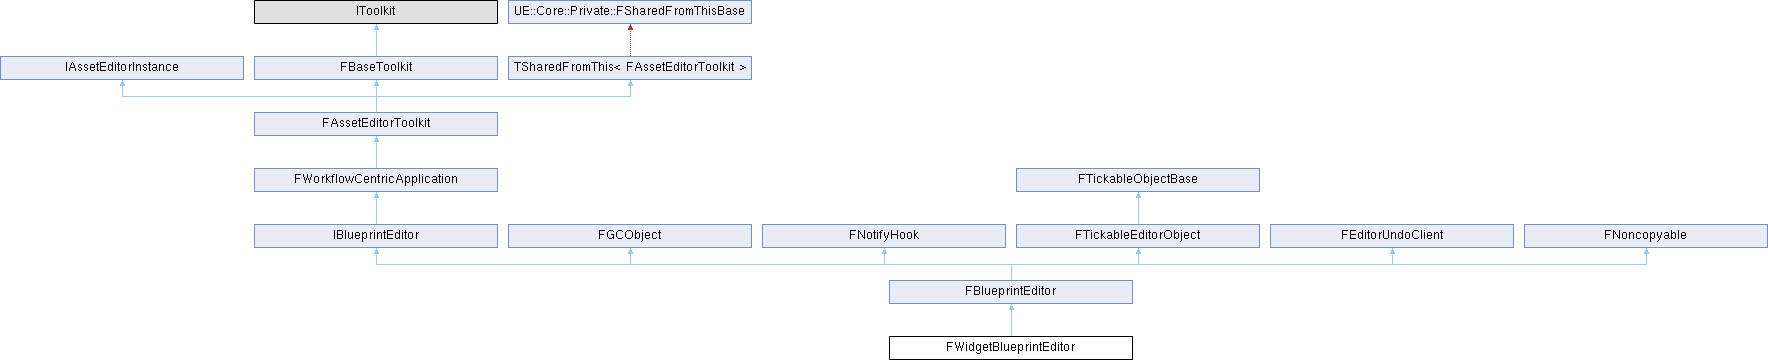 IToolkit
UE::Core::Private::FSharedFromThisBase
IAssetEditorInstance
FBaseToolkit
TSharedFromThis< FAssetEditorToolkit >
FAssetEditorToolkit
FWorkflowCentricApplication
FTickableObjectBase
IBlueprintEditor
FGCObject
FNotifyHook
FTickableEditorObject
FEditorUndoClient
FNoncopyable
FBlueprintEditor
FWidgetBlueprintEditor